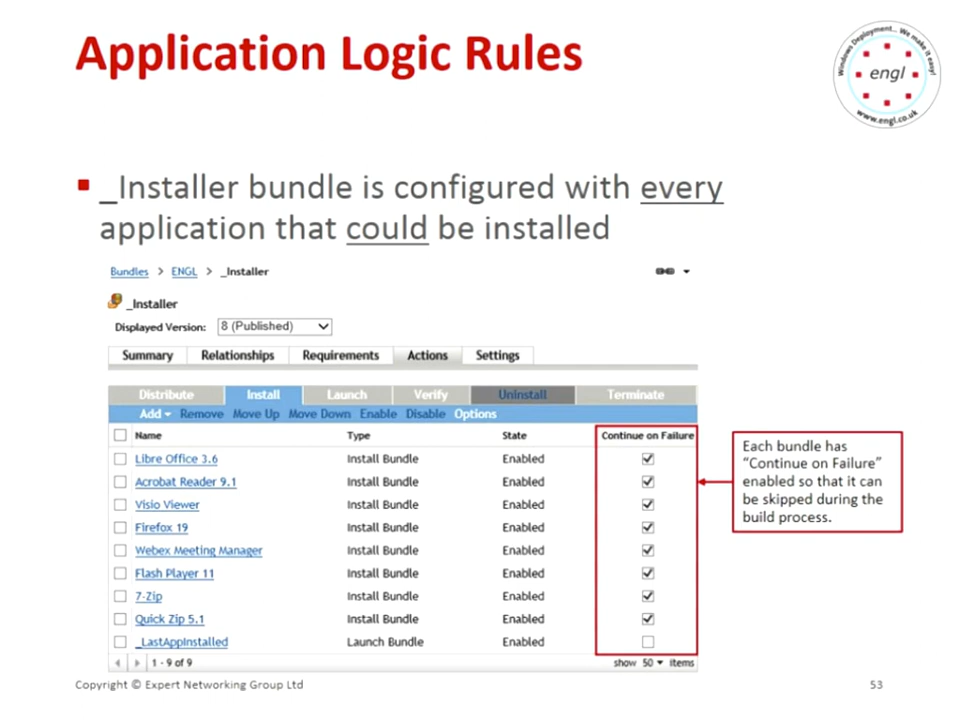 Application Logic Rules
Windows Deployment... We make it easy!
engl
www.engl.co.uk
_Installer bundle is configured with every
application that could be installed
Bundles > ENGL > _Installer
_Installer
Displayed Version: 8 (Published)
Summary Relationships Requirements Actions Settings
Distribute Install Launch Verify Uninstall Terminate
Add Remove Move Up Move Down Enable Disable Options
Name Type State Continue on Failure
Libre Office 3.6 Install Bundle Enabled
Acrobat Reader 9.1 Install Bundle Enabled
Visio Viewer Install Bundle Enabled
Firefox 19 Install Bundle Enabled
Webex Meeting Manager Install Bundle Enabled
Flash Player 11 Install Bundle Enabled
7-Zip Install Bundle Enabled
Quick Zip 5.1 Install Bundle Enabled
_LastAppInstalled Launch Bundle Enabled
1 - 9 of 9 show 50 items
Each bundle has
"Continue on Failure"
enabled so that it can
be skipped during the
build process.
Copyright © Expert Networking Group Ltd
53